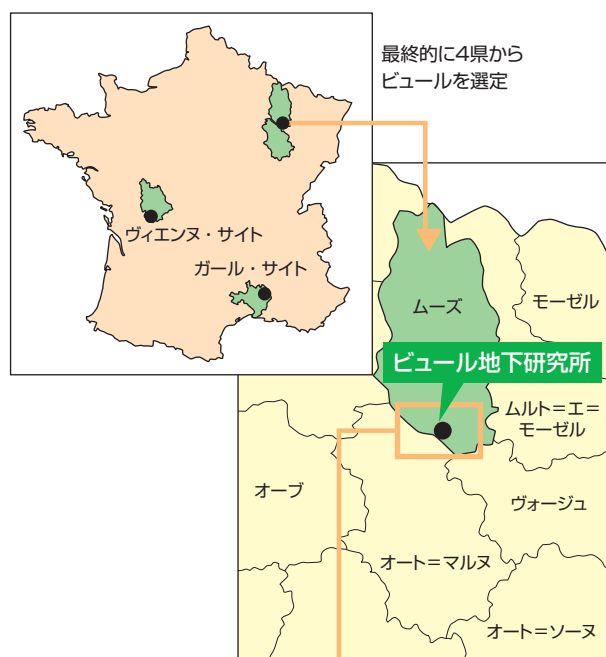 最終的に4県から
ビュールを選定
ヴィエンヌ・サイト
ガール・サイト
ムーズ
モーゼル
ビュール地下研究所
ムルト＝エ＝
モーゼル
オーブ
ヴォージュ
オート＝マルヌ
オート＝ソーヌ